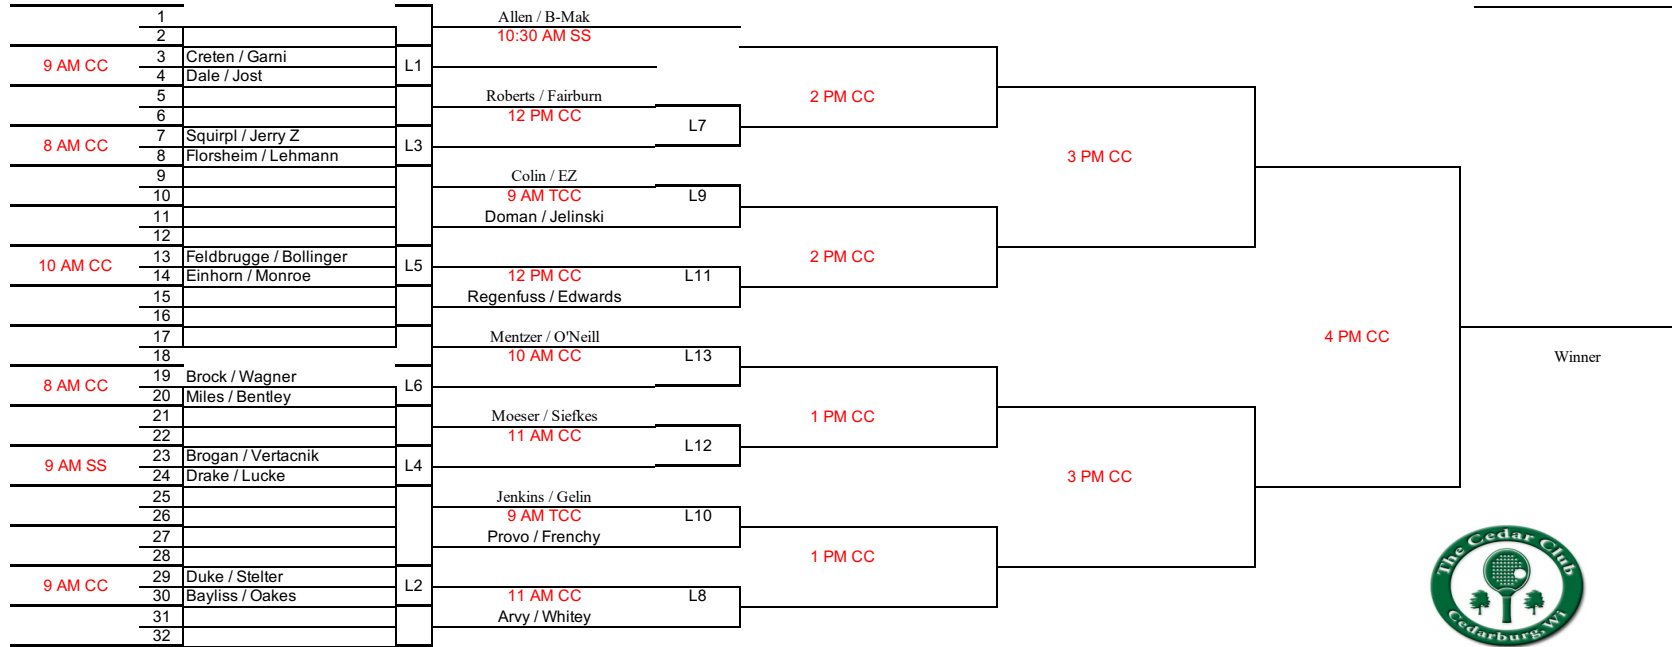 1
Allen / B-Mak
2
10:30 AM SS
9 AM CC
3
Creten / Garni
L1
4
Dale / Jost
5
Roberts / Fairburn
2 PM CC
6
12 PM CC
L7
8 AM CC
7
Squirpl / Jerry Z
L3
8
Florsheim / Lehmann
3 PM CC
9
Colin / EZ
10
9 AM TCC
L9
11
Doman / Jelinski
12
10 AM CC
13
Feldbrugge / Bollinger
L5
2 PM CC
14
Einhorn / Monroe
12 PM CC
L11
15
Regenfuss / Edwards
16
17
Mentzer / O'Neill
4 PM CC
18
10 AM CC
L13
Winner
8 AM CC
19
Brock / Wagner
L6
20
Miles / Bentley
21
Moeser / Siefkes
1 PM CC
22
11 AM CC
L12
9 AM SS
23
Brogan / Vertacnik
L4
24
Drake / Lucke
3 PM CC
25
Jenkins / Gelin
26
9 AM TCC
L10
27
Provo / Frenchy
28
1 PM CC
9 AM CC
29
Duke / Stelter
L2
30
Bayliss / Oakes
11 AM CC
L8
31
Arvy / Whitey
32
The Cedar Club
Cedarburg, Wi